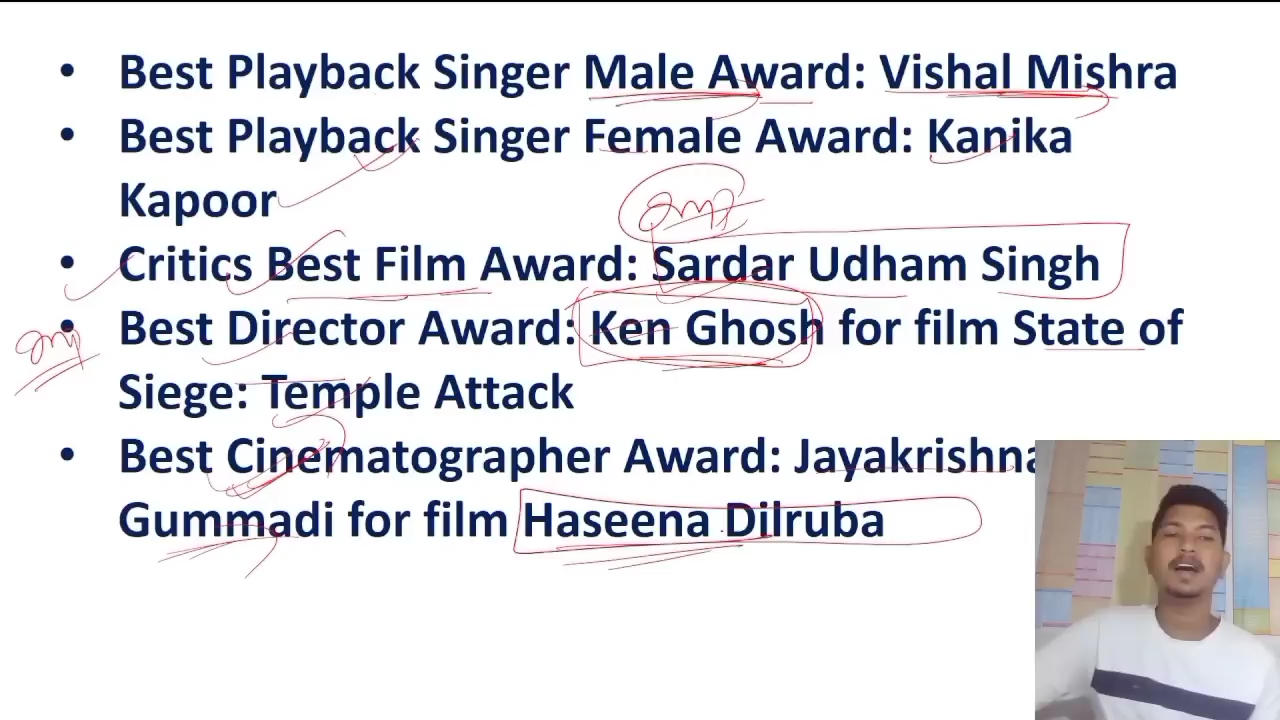 • Best Playback Singer Male Award: Vishal Mishra
• Best Playback Singer Female Award: Kanika
Kapoor
• Critics Best Film Award: Sardar Udham Singh
• Best Director Award: Ken Ghosh for film State of
Siege: Temple Attack
• Best Cinematographer Award: Jayakrishna
Gummadi for film Haseena Dilruba